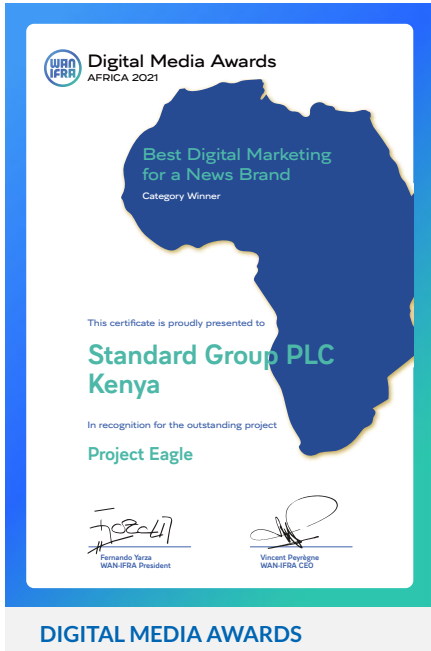 WAN
IFRA
Digital Media Awards
AFRICA 2021
Best Digital Marketing
for a News Brand
Category Winner
This certificate is proudly presented to
Standard Group PLC
Kenya
In recognition for the outstanding project
Project Eagle
Fernando Yarza
WAN-IFRA President
Vincent Peyrègne
WAN-IFRA CEO
DIGITAL MEDIA AWARDS